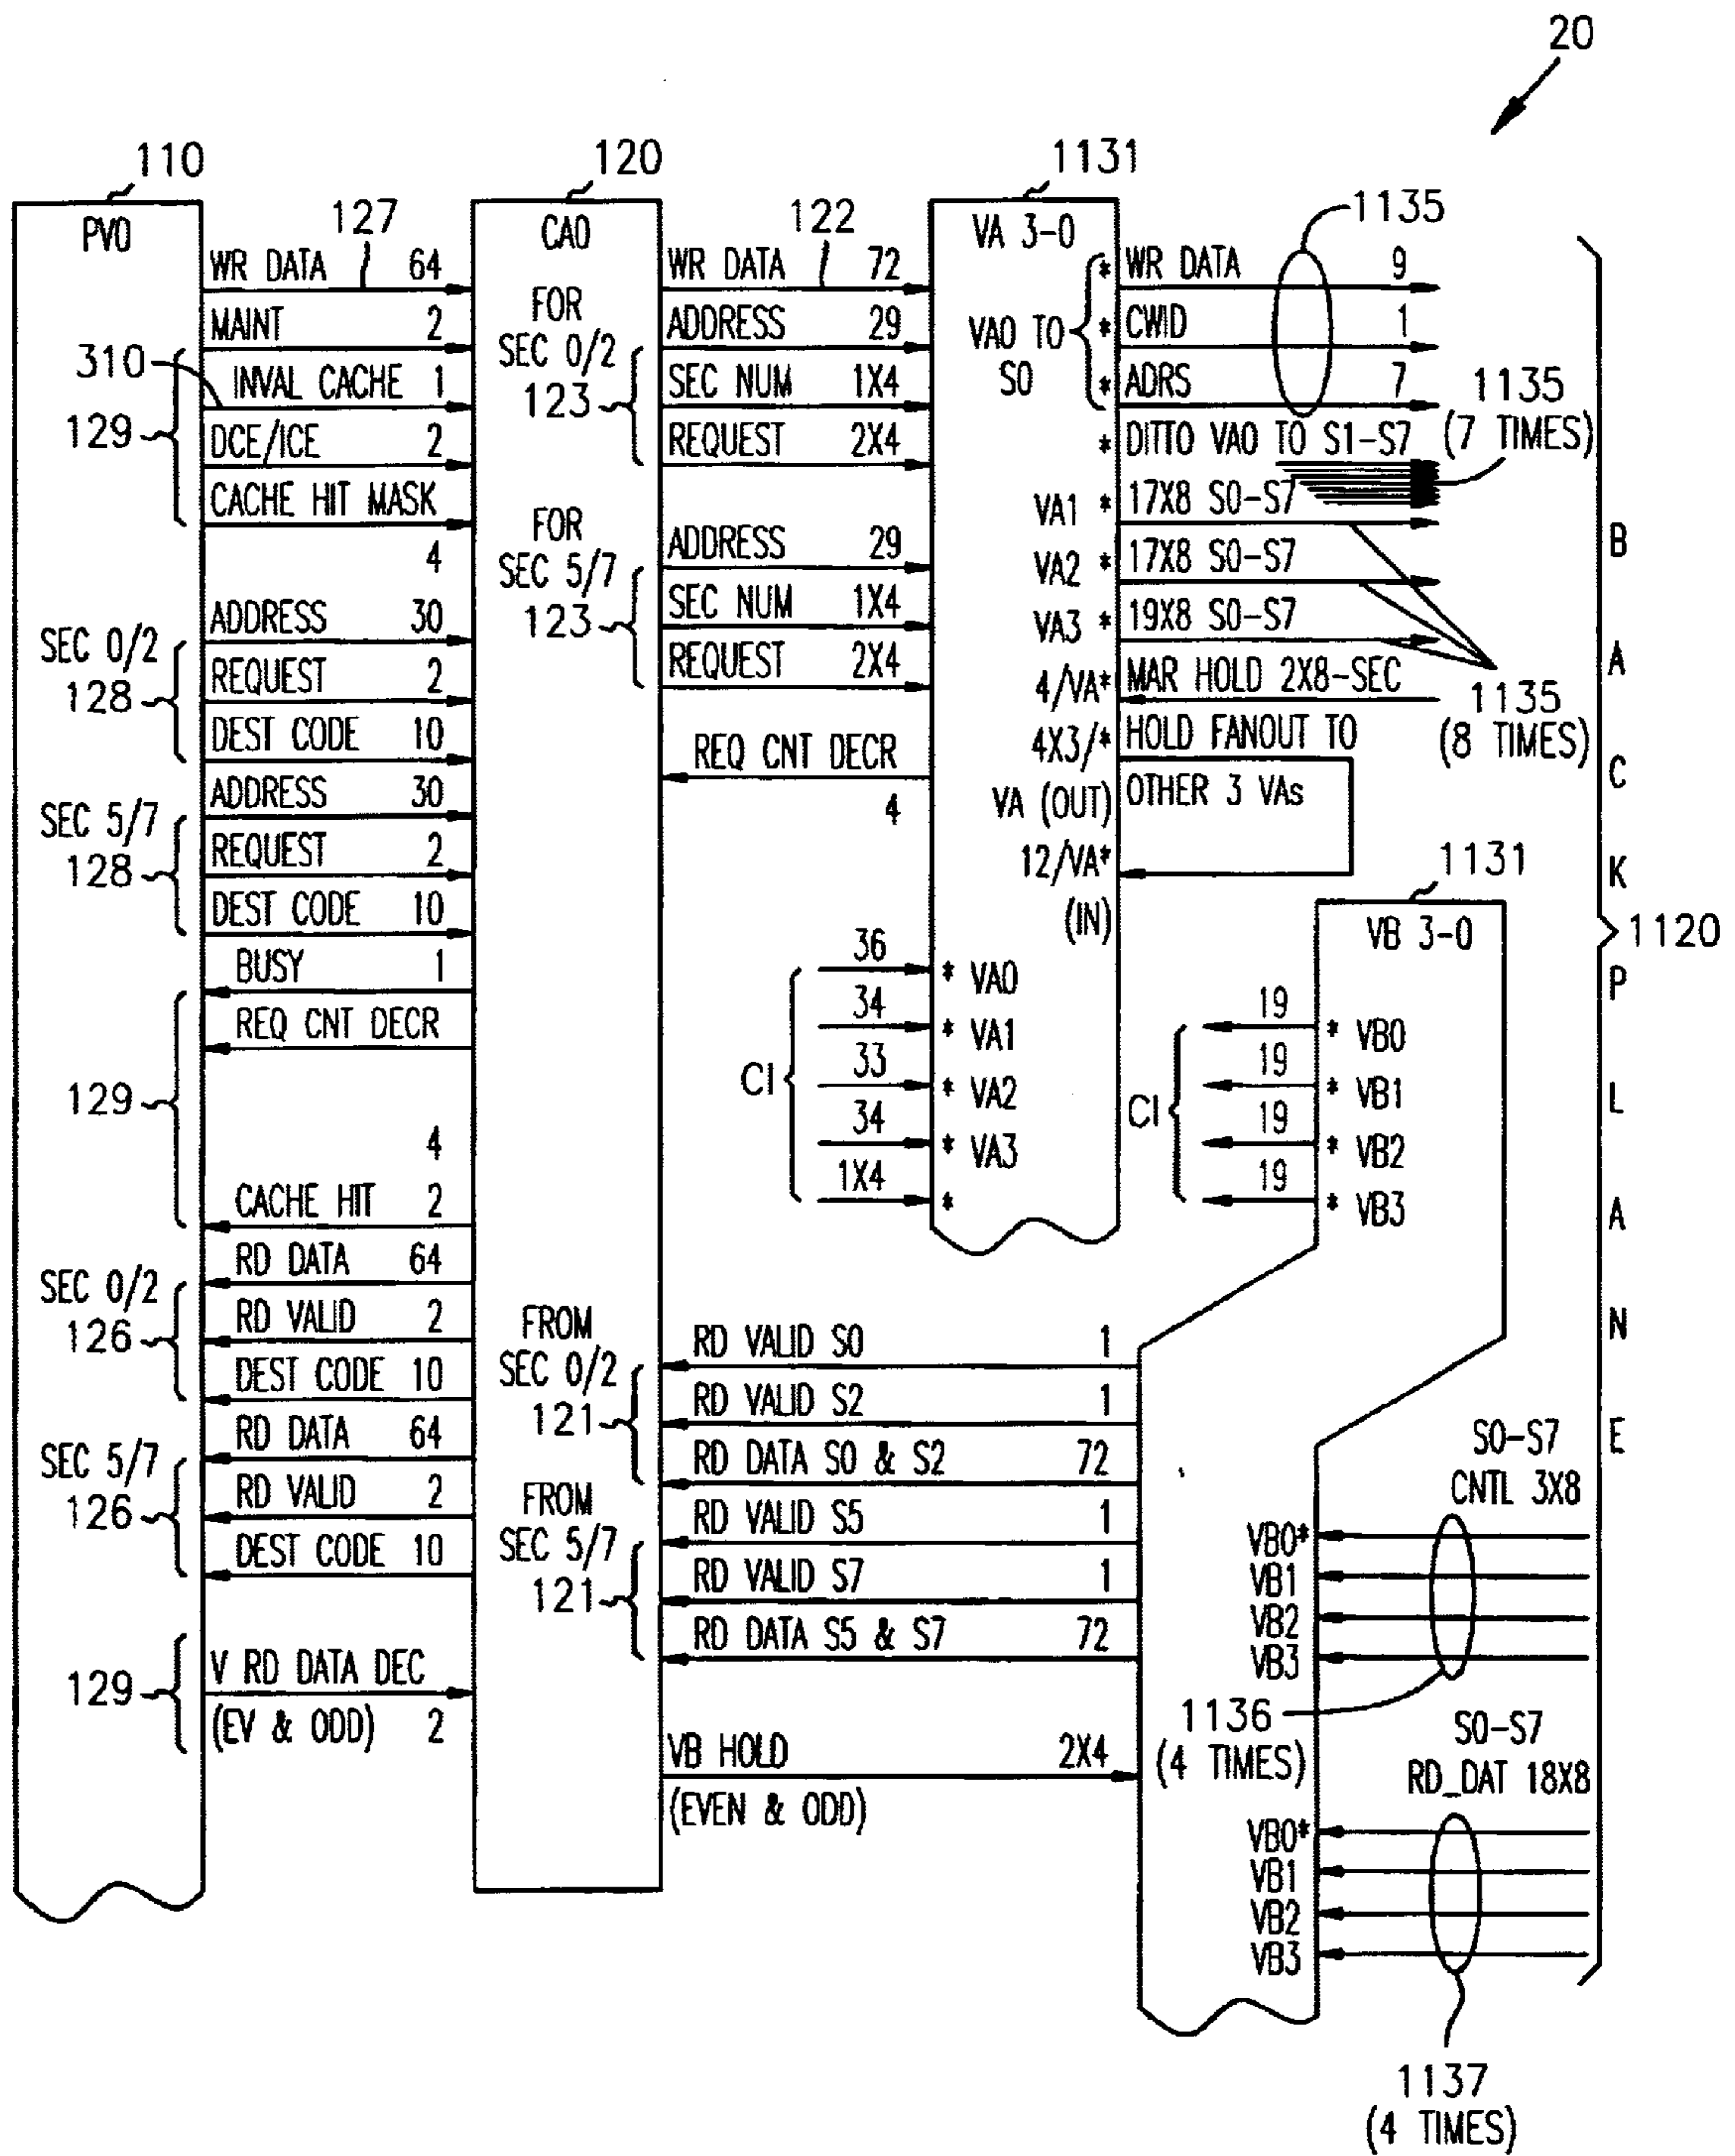 20
110
120
1131
PV0
127
WR DATA 64
MAINT 2
310
INVAL CACHE 1
129
DCE/ICE 2
CACHE HIT MASK
4
SEC 0/2
128
ADDRESS 30
REQUEST 2
DEST CODE 10
SEC 5/7
128
ADDRESS 30
REQUEST 2
DEST CODE 10
BUSY 1
REQ CNT DECR
129
4
CACHE HIT 2
SEC 0/2
126
RD DATA 64
RD VALID 2
DEST CODE 10
SEC 5/7
126
RD DATA 64
RD VALID 2
DEST CODE 10
129
V RD DATA DEC
(EV & ODD) 2
CA0
122
WR DATA 72
FOR
SEC 0/2
123
ADDRESS 29
SEC NUM 1X4
REQUEST 2X4
FOR
SEC 5/7
123
ADDRESS 29
SEC NUM 1X4
REQUEST 2X4
REQ CNT DECR
4
CI
36
* VA0
34
* VA1
33
* VA2
34
* VA3
1X4
*
FROM
SEC 0/2
121
RD VALID S0 1
RD VALID S2 1
RD DATA S0 & S2 72
FROM
SEC 5/7
121
RD VALID S5 1
RD VALID S7 1
RD DATA S5 & S7 72
VB HOLD 2X4
(EVEN & ODD)
VA 3-0
1135
VA0 TO
S0
* WR DATA 9
* CWID 1
* ADRS 7
1135
(7 TIMES)
* DITTO VA0 TO S1-S7
VA1 * 17X8 S0-S7
VA2 * 17X8 S0-S7
VA3 * 19X8 S0-S7
1135
(8 TIMES)
4/VA* MAR HOLD 2X8-SEC
4X3/* HOLD FANOUT TO
VA (OUT) OTHER 3 VAs
12/VA*
(IN)
1131
VB 3-0
CI
19
* VB0
19
* VB1
19
* VB2
19
* VB3
BACKPLANE
1120
S0-S7
CNTL 3X8
VB0*
VB1
VB2
VB3
1136
(4 TIMES)
S0-S7
RD_DAT 18X8
VB0*
VB1
VB2
VB3
1137
(4 TIMES)